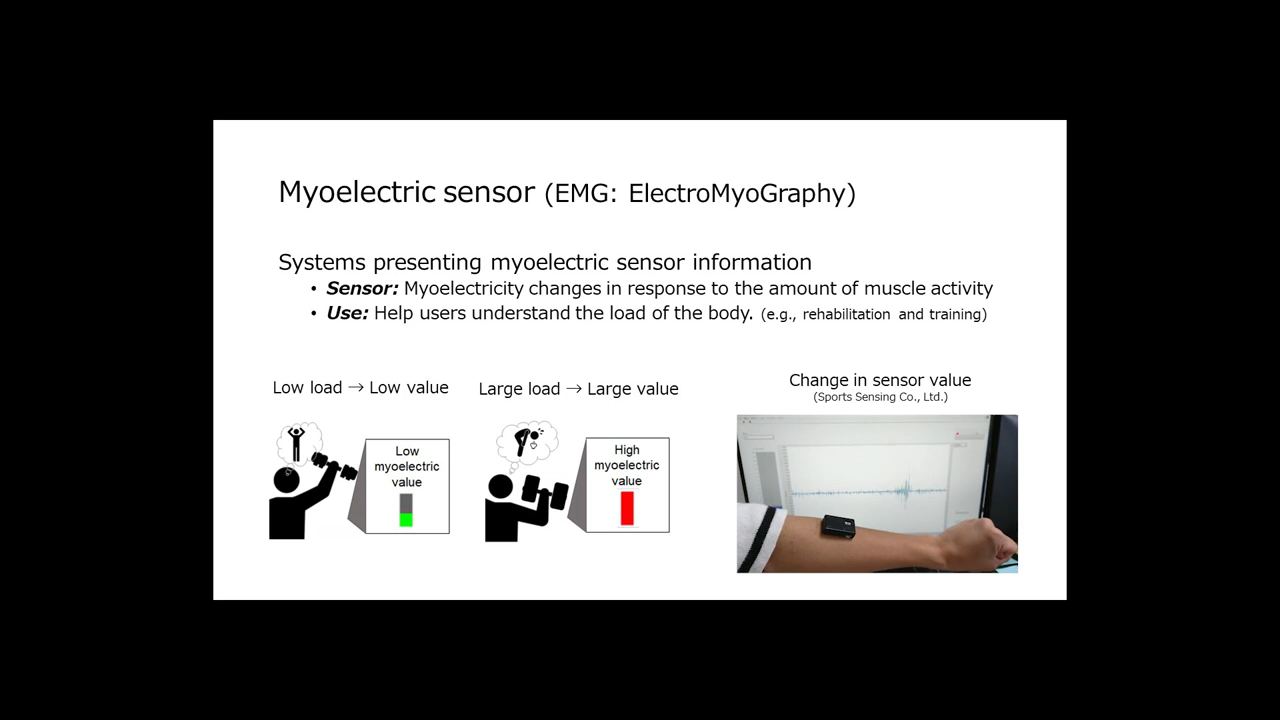 Myoelectric sensor (EMG: ElectroMyoGraphy)
Systems presenting myoelectric sensor information
• Sensor: Myoelectricity changes in response to the amount of muscle activity
• Use: Help users understand the load of the body. (e.g., rehabilitation and training)
Low load → Low value
Large load → Large value
Change in sensor value
(Sports Sensing Co., Ltd.)
Low
myoelectric
value
High
myoelectric
value